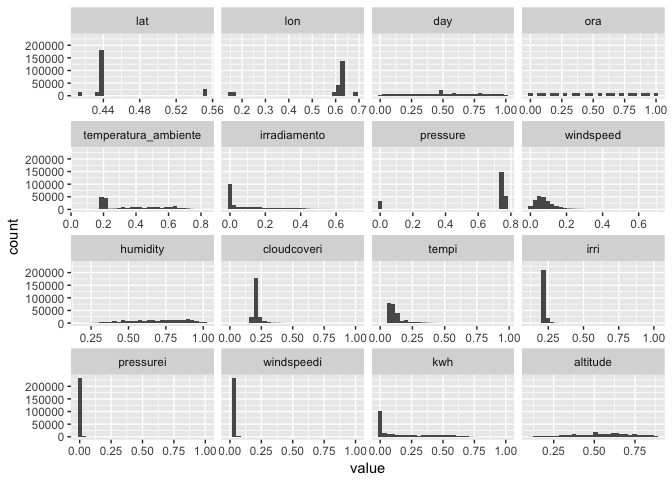 lat lon day ora
200000
150000
100000
50000
0
0.44 0.48 0.52 0.56 0.2 0.3 0.4 0.5 0.6 0.7 0.00 0.25 0.50 0.75 1.00 0.00 0.25 0.50 0.75 1.00
temperatura_ambiente irradiamento pressure windspeed
200000
150000
100000
50000
0
0.0 0.2 0.4 0.6 0.8 0.0 0.2 0.4 0.6 0.0 0.2 0.4 0.6 0.8 0.0 0.2 0.4 0.6
count
humidity cloudcoveri tempi irri
200000
150000
100000
50000
0
0.25 0.50 0.75 1.00 0.00 0.25 0.50 0.75 1.00 0.00 0.25 0.50 0.75 1.00 0.00 0.25 0.50 0.75 1.00
pressurei windspeedi kwh altitude
200000
150000
100000
50000
0
0.00 0.25 0.50 0.75 1.00 0.00 0.25 0.50 0.75 1.00 0.00 0.25 0.50 0.75 1.00 0.25 0.50 0.75
value